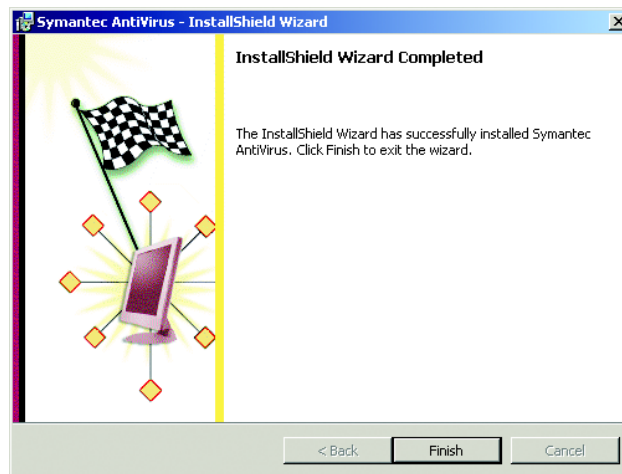 Symantec AntiVirus - InstallShield Wizard
InstallShield Wizard Completed
The InstallShield Wizard has successfully installed Symantec
AntiVirus. Click Finish to exit the wizard.
< Back
Finish
Cancel